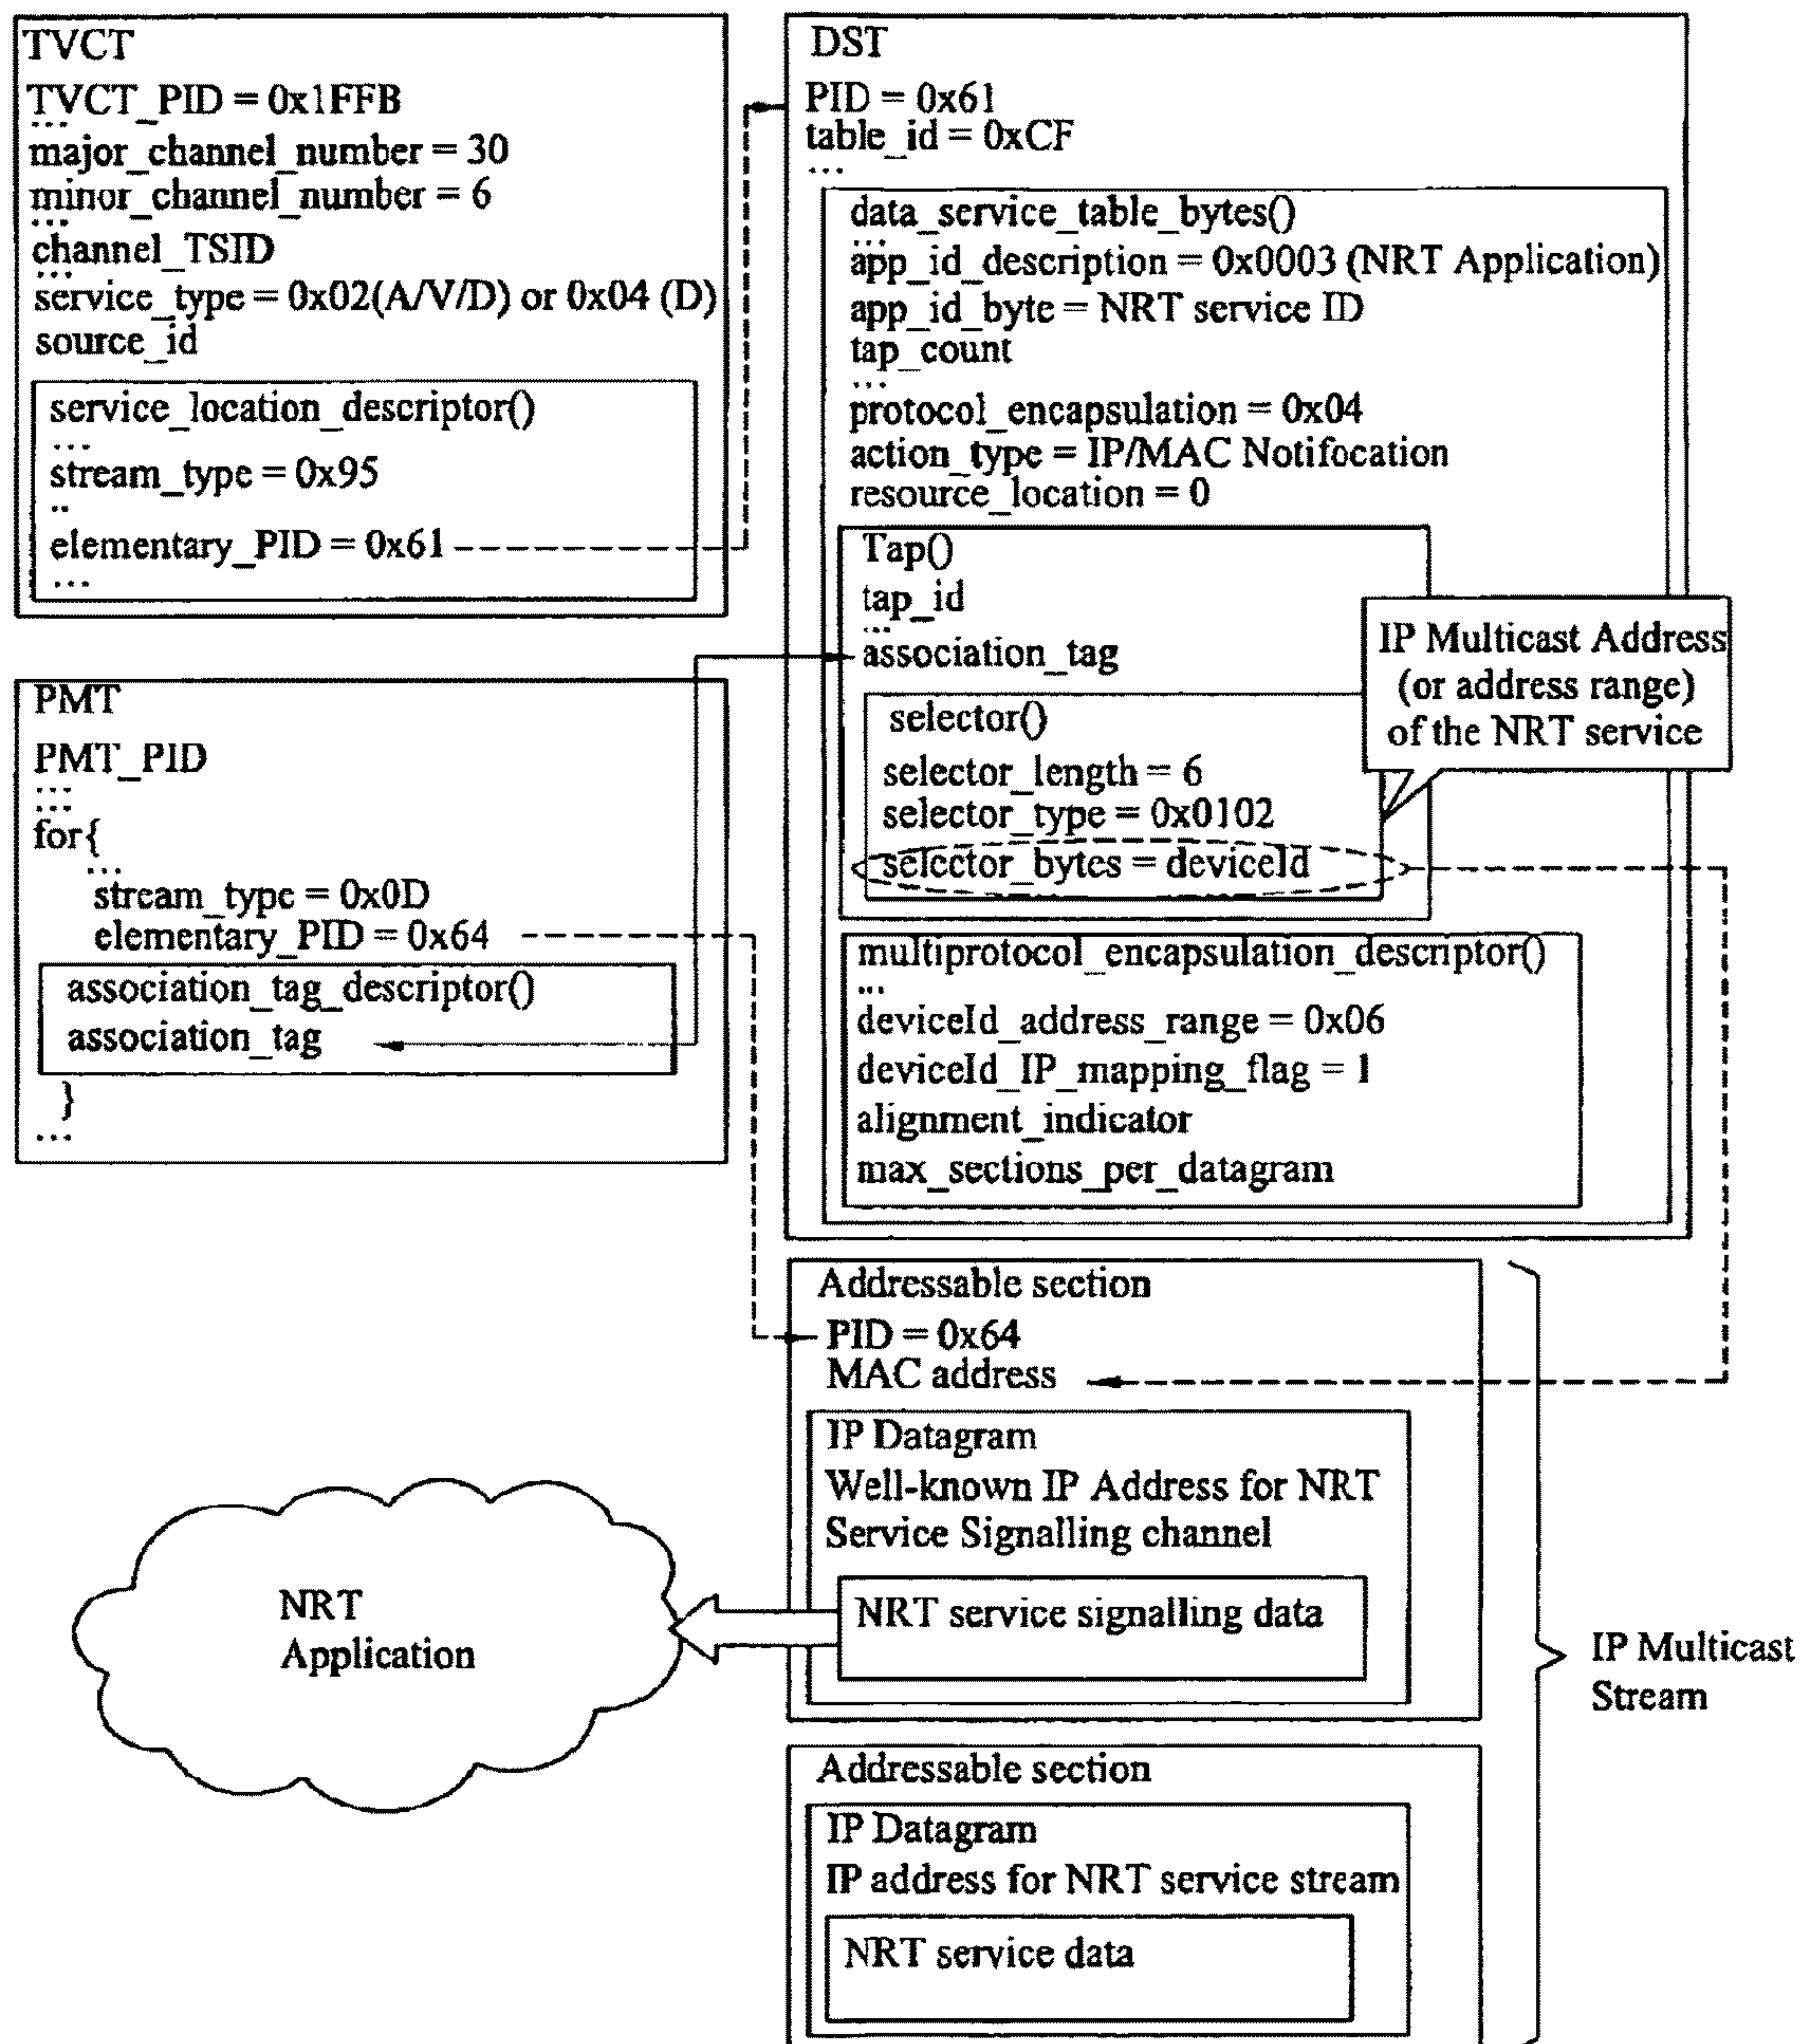 TVCT
TVCT_PID = 0x1FFB
...
major_channel_number = 30
minor_channel_number = 6
...
channel_TSID
...
service_type = 0x02(A/V/D) or 0x04 (D)
source_id
service_location_descriptor()
...
stream_type = 0x95
..
elementary_PID = 0x61
...
PMT
PMT_PID
...
...
for{
...
stream_type = 0x0D
elementary_PID = 0x64
association_tag_descriptor()
association_tag
}
...
DST
PID = 0x61
table_id = 0xCF
...
data_service_table_bytes()
...
app_id_description = 0x0003 (NRT Application)
app_id_byte = NRT service ID
tap_count
...
protocol_encapsulation = 0x04
action_type = IP/MAC Notifocation
resource_location = 0
Tap()
tap_id
...
association_tag
selector()
selector_length = 6
selector_type = 0x0102
selector_bytes = deviceId
IP Multicast Address
(or address range)
of the NRT service
multiprotocol_encapsulation_descriptor()
...
deviceId_address_range = 0x06
deviceId_IP_mapping_flag = 1
alignment_indicator
max_sections_per_datagram
Addressable section
PID = 0x64
MAC address
IP Datagram
Well-known IP Address for NRT
Service Signalling channel
NRT service signalling data
NRT
Application
IP Multicast
Stream
Addressable section
IP Datagram
IP address for NRT service stream
NRT service data